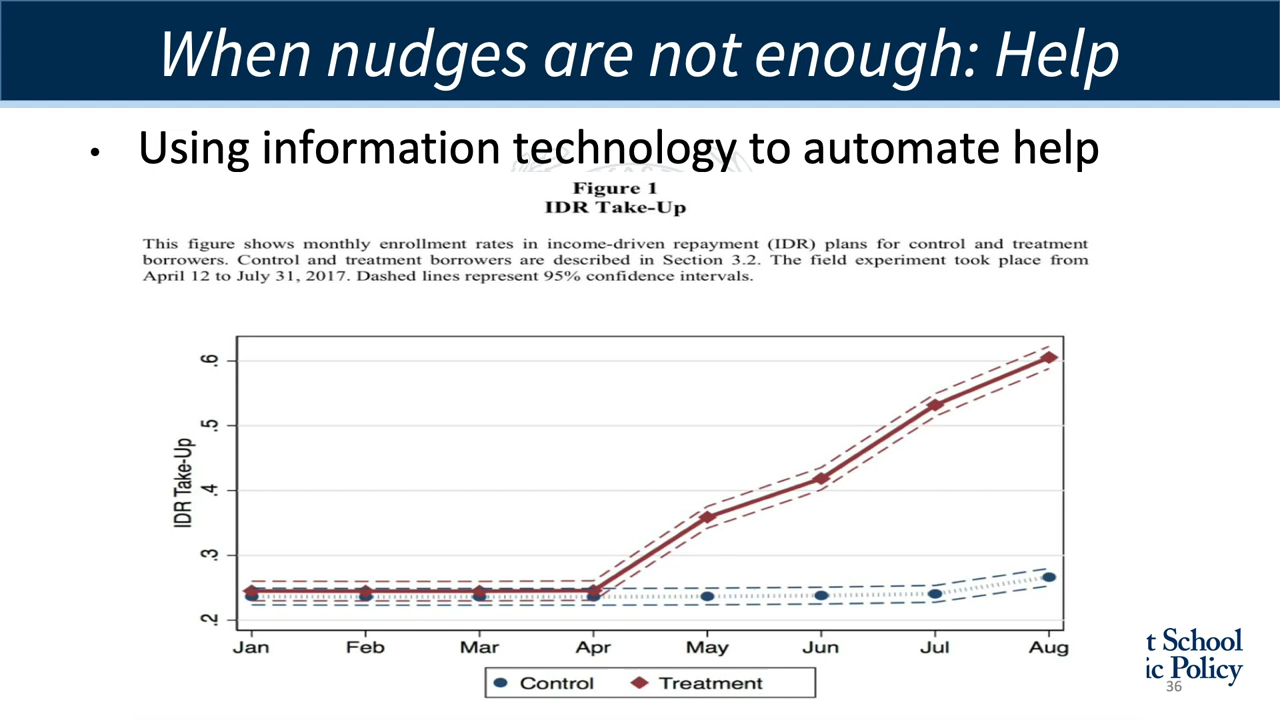 When nudges are not enough: Help
• Using information technology to automate help
Figure 1
IDR Take-Up
This figure shows monthly enrollment rates in income-driven repayment (IDR) plans for control and treatment
borrowers. Control and treatment borrowers are described in Section 3.2. The field experiment took place from
April 12 to July 31, 2017. Dashed lines represent 95% confidence intervals.
IDR Take-Up
.6
.5
.4
.3
.2
Jan Feb Mar Apr May Jun Jul Aug
Control Treatment
t School
ic Policy
36